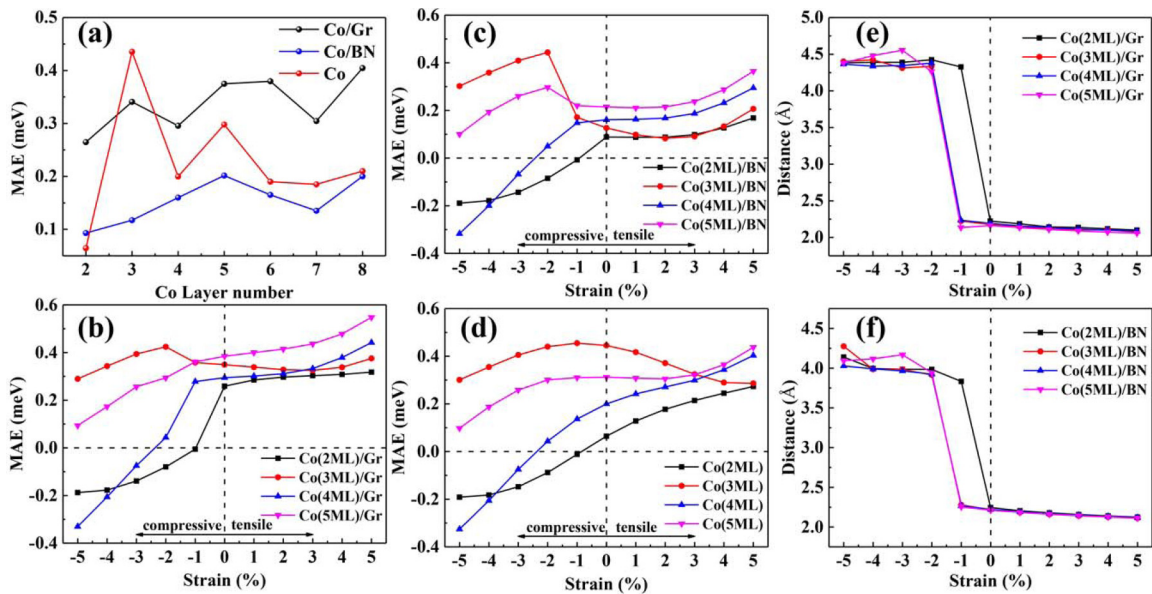 (a)
Co/Gr
Co/BN
Co
MAE (meV)
0.5
0.4
0.3
0.2
0.1
2 3 4 5 6 7 8
Co Layer number
(c)
MAE (meV)
0.6
0.4
0.2
0.0
-0.2
-0.4
Co(2ML)/BN
Co(3ML)/BN
Co(4ML)/BN
Co(5ML)/BN
compressive tensile
-5 -4 -3 -2 -1 0 1 2 3 4 5
Strain (%)
(e)
Distance (Å)
5.0
4.5
4.0
2.5
2.0
Co(2ML)/Gr
Co(3ML)/Gr
Co(4ML)/Gr
Co(5ML)/Gr
-5 -4 -3 -2 -1 0 1 2 3 4 5
Strain (%)
(b)
MAE (meV)
0.6
0.4
0.2
0.0
-0.2
-0.4
Co(2ML)/Gr
Co(3ML)/Gr
Co(4ML)/Gr
Co(5ML)/Gr
compressive tensile
-5 -4 -3 -2 -1 0 1 2 3 4 5
Strain (%)
(d)
MAE (meV)
0.6
0.4
0.2
0.0
-0.2
-0.4
Co(2ML)
Co(3ML)
Co(4ML)
Co(5ML)
compressive tensile
-5 -4 -3 -2 -1 0 1 2 3 4 5
Strain (%)
(f)
Distance (Å)
4.5
4.0
2.5
2.0
Co(2ML)/BN
Co(3ML)/BN
Co(4ML)/BN
Co(5ML)/BN
-5 -4 -3 -2 -1 0 1 2 3 4 5
Strain (%)